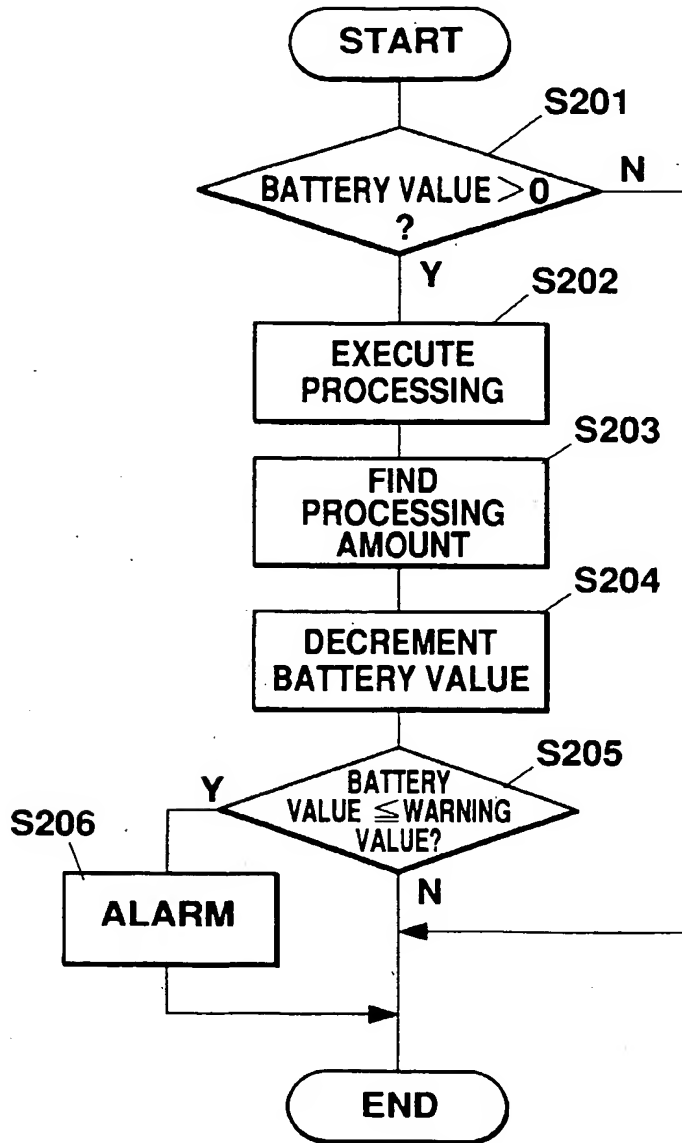 START
S201
BATTERY VALUE > 0
?
N
Y
S202
EXECUTE
PROCESSING
S203
FIND
PROCESSING
AMOUNT
S204
DECREMENT
BATTERY VALUE
S205
BATTERY
VALUE ≦ WARNING
VALUE?
Y
N
S206
ALARM
END